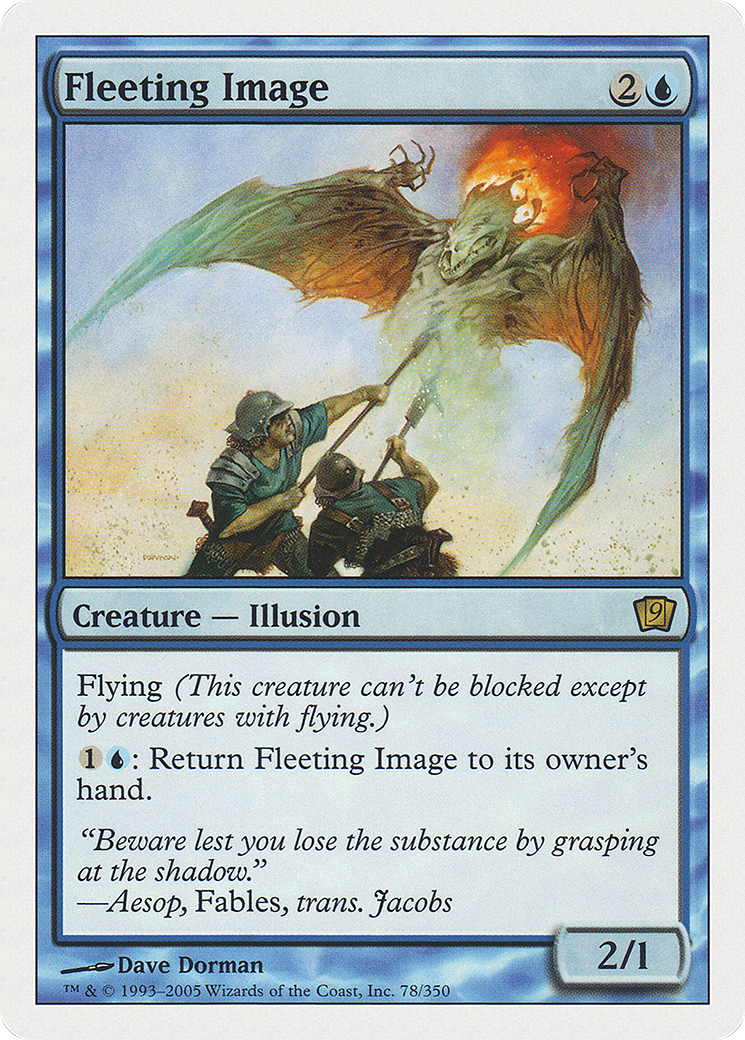 Fleeting Image 2
Creature — Illusion 9
Flying (This creature can't be blocked except
by creatures with flying.)
1 : Return Fleeting Image to its owner's
hand.
“Beware lest you lose the substance by grasping
at the shadow.”
—Aesop, Fables, trans. Jacobs
2/1
Dave Dorman
™ & © 1993–2005 Wizards of the Coast, Inc. 78/350